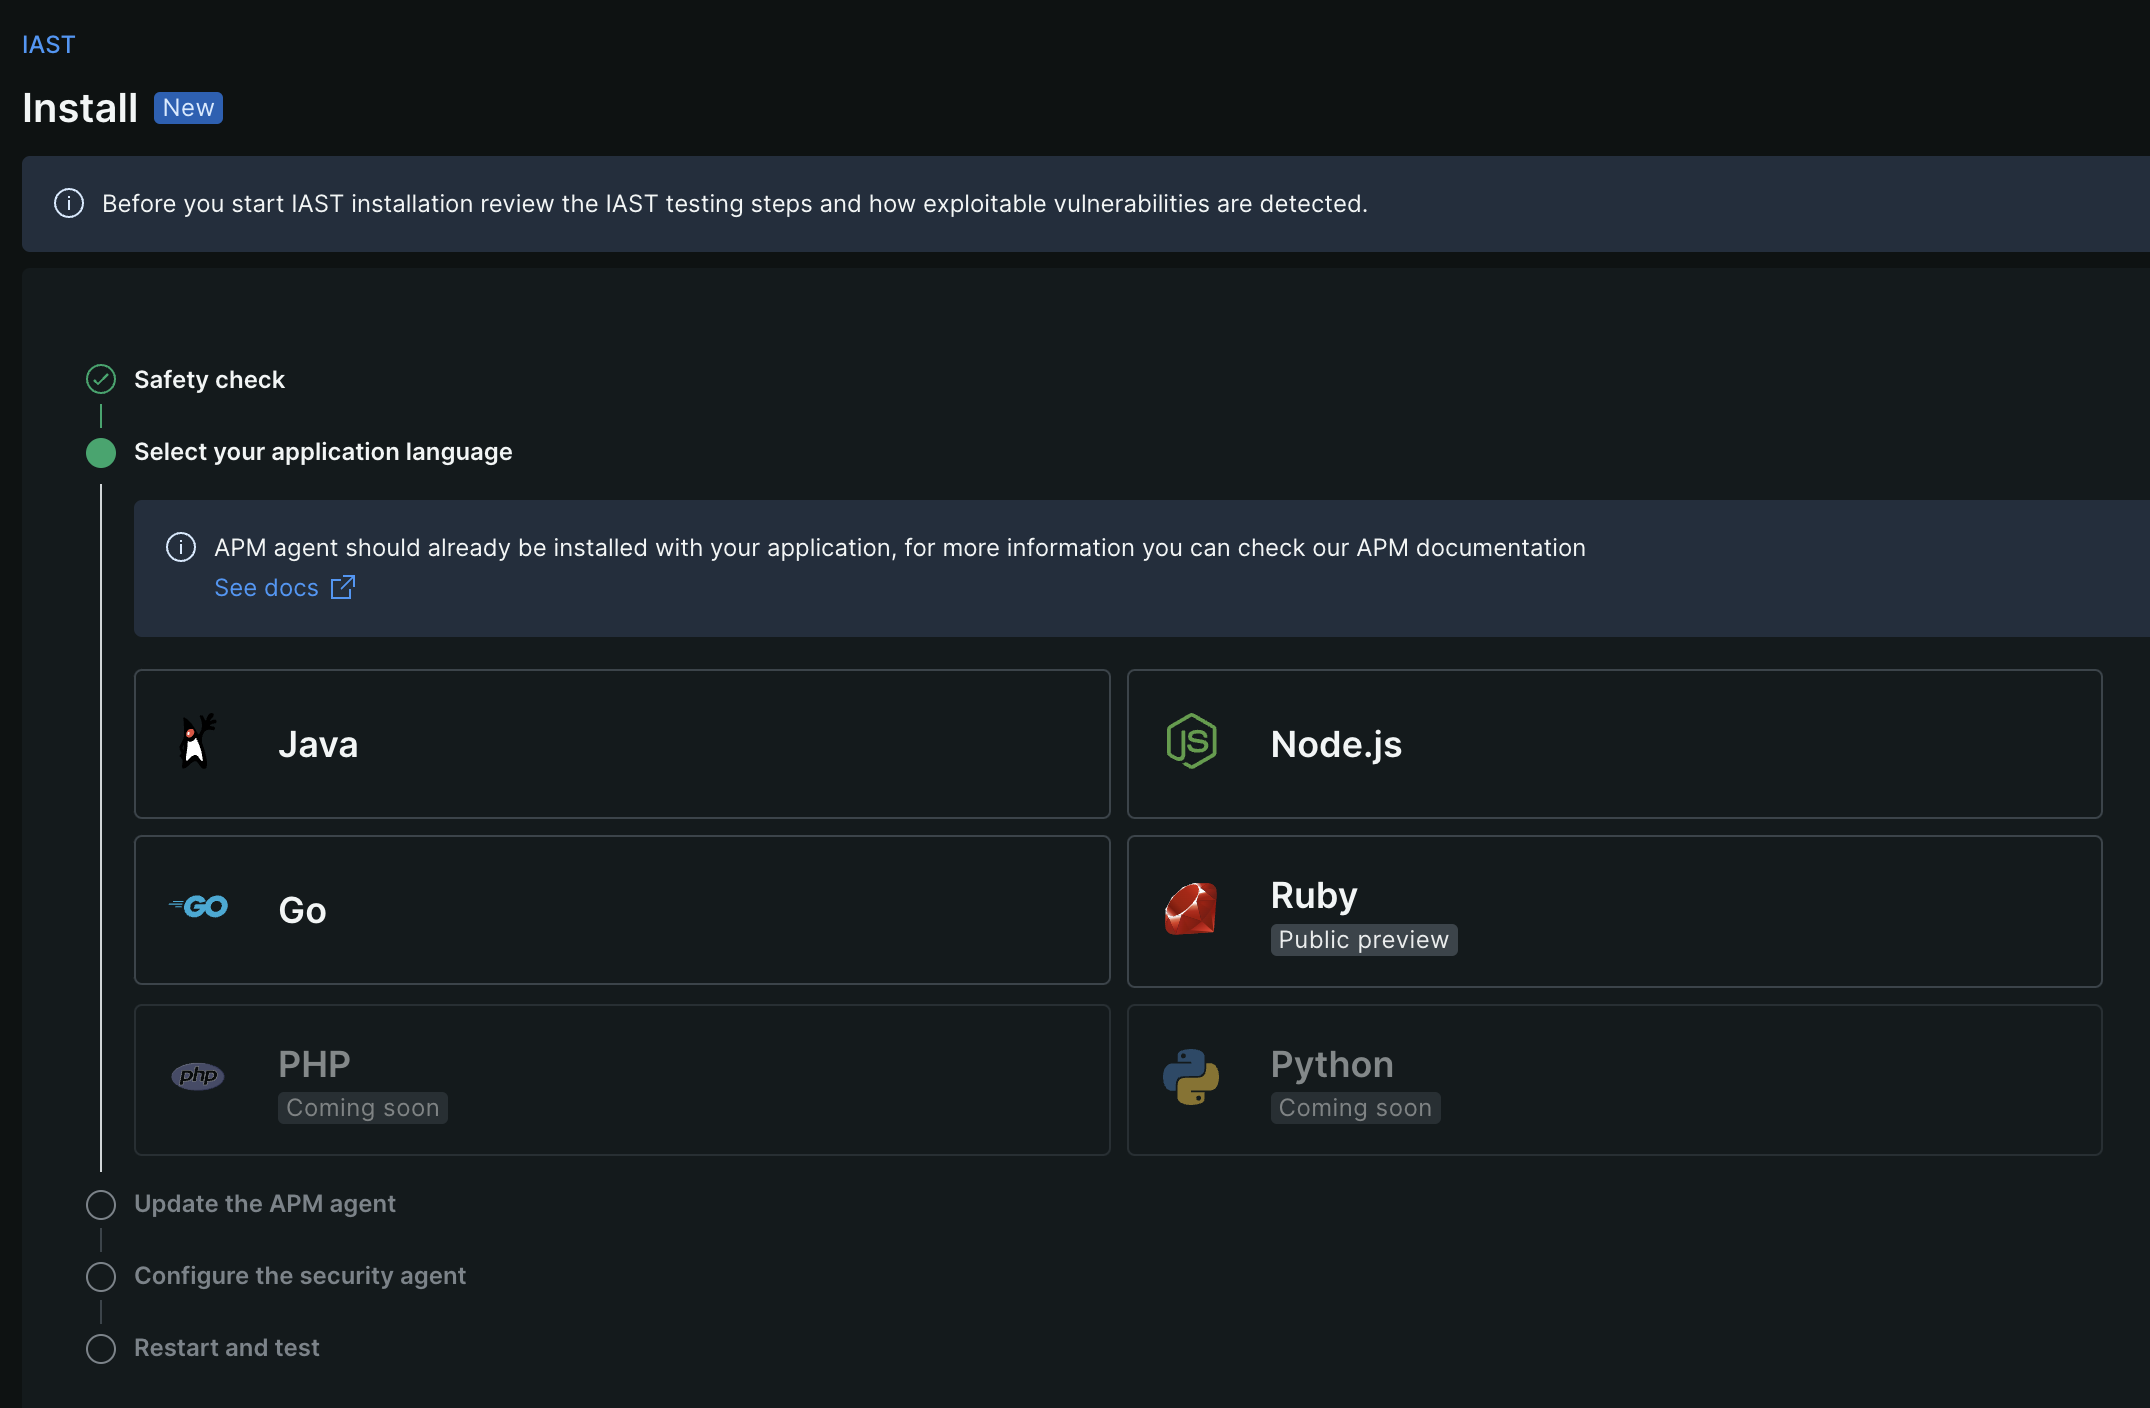 IAST
Install New
Before you start IAST installation review the IAST testing steps and how exploitable vulnerabilities are detected.
Safety check
Select your application language
APM agent should already be installed with your application, for more information you can check our APM documentation
See docs
Java
JS
Node.js
GO
Go
Ruby
Public preview
php
PHP
Coming soon
Python
Coming soon
Update the APM agent
Configure the security agent
Restart and test